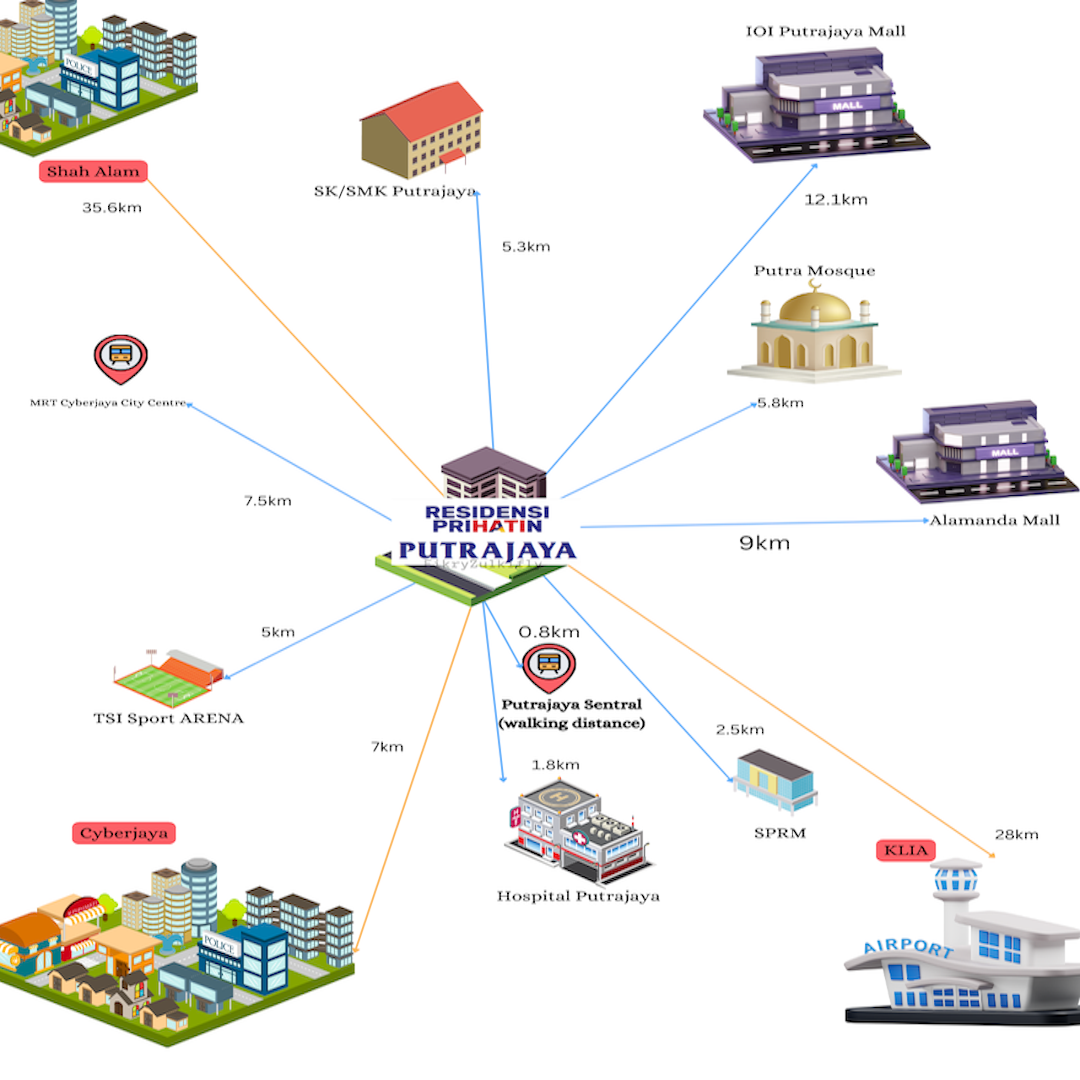 IOI Putrajaya Mall
MALL
12.1km
POLICE
Shah Alam
35.6km
SK/SMK Putrajaya
5.3km
Putra Mosque
5.8km
MRT Cyberjaya City Centre
7.5km
MALL
Alamanda Mall
9km
RESIDENSI
PRIHATIN
PUTRAJAYA
FikryZulkifly
5km
TSI Sport ARENA
0.8km
Putrajaya Sentral
(walking distance)
7km
2.5km
SPRM
1.8km
H
H
Hospital Putrajaya
Cyberjaya
POLICE
28km
KLIA
AIRPORT